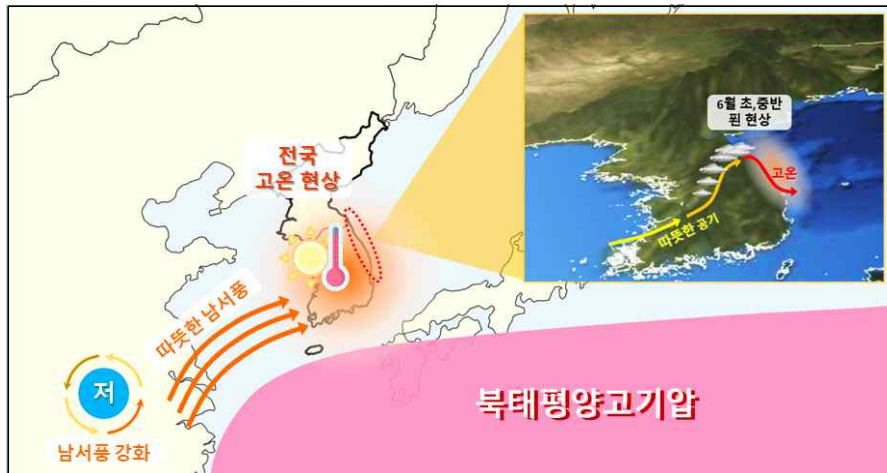 6월 초,중반
푄 현상
고온
따뜻한 공기
전국
고온 현상
따뜻한 남서풍
저
남서풍 강화
북태평양고기압